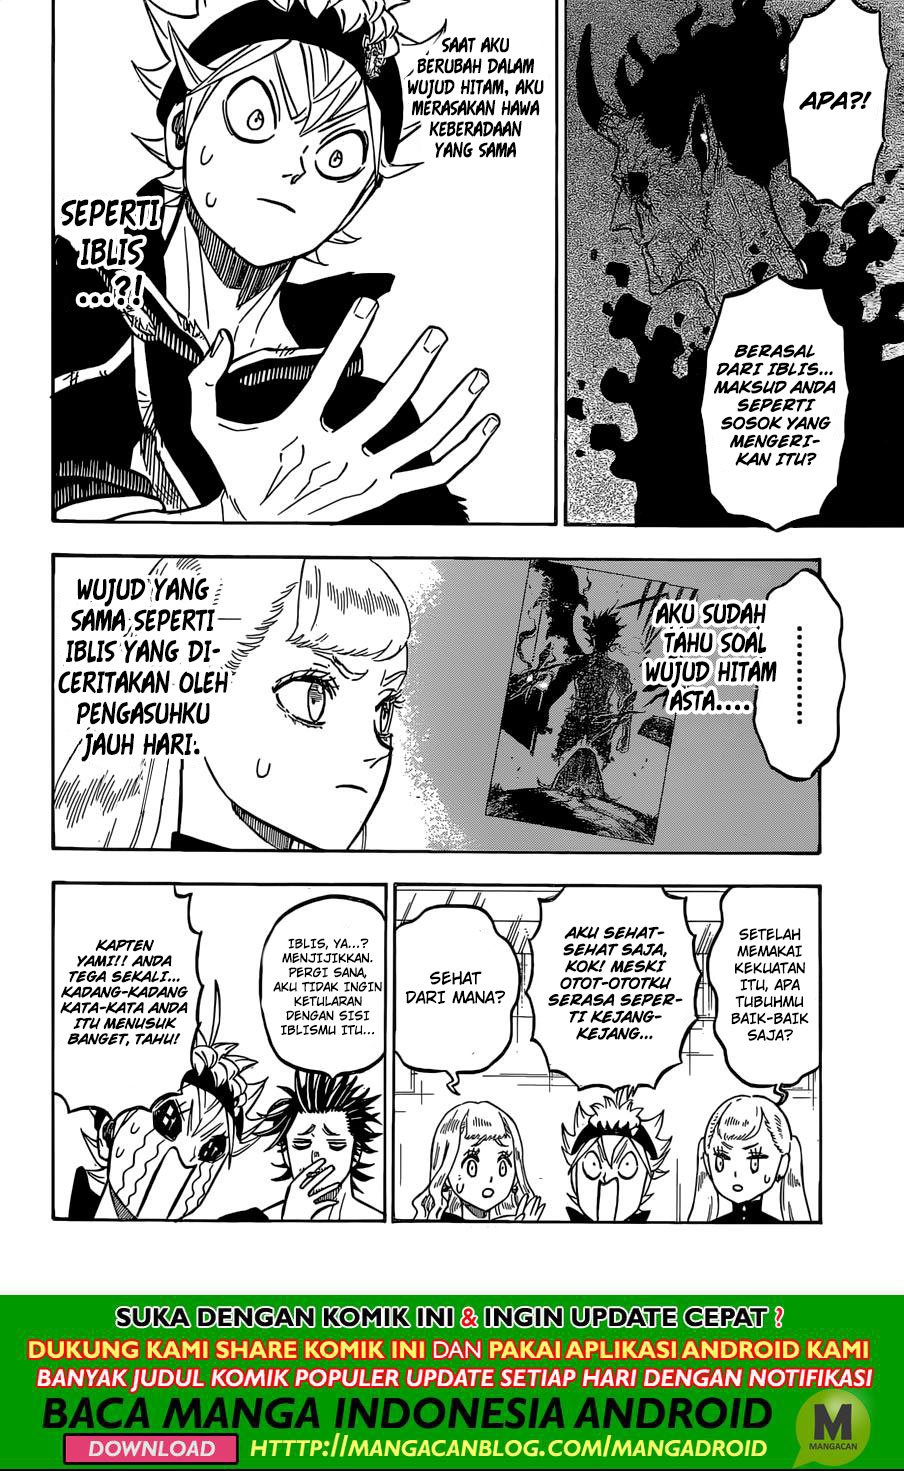 APA?!
BERASAL
DARI IBLIS...
MAKSUD ANDA
SEPERTI
SOSOK YANG
MENGERI-
KAN ITU?
SAAT AKU
BERUBAH DALAM
WUJUD HITAM, AKU
MERASAKAN HAWA
KEBERADAAN
YANG SAMA
SEPERTI
IBLIS
...?!
..........
AKU SUDAH
TAHU SOAL
WUJUD HITAM
ASTA....
WUJUD YANG
SAMA SEPERTI
IBLIS YANG DI-
CERITAKAN OLEH
PENGASUHKU
JAUH HARI.
SETELAH
MEMAKAI
KEKUATAN
ITU, APA
TUBUHMU
BAIK-BAIK
SAJA?
AKU SEHAT-
SEHAT SAJA,
KOK! MESKI
OTOT-OTOTKU
SERASA SEPER-
TI KEJANG-
KEJANG...
SEHAT
DARI MANA?
IBLIS, YA...?
MENJIJIKKAN.
PERGI SANA,
AKU TIDAK INGIN
KETULARAN
DENGAN SISI
IBLISMU ITU...
KAPTEN
YAMI!! ANDA
TEGA SEKALI...
KADANG-KADANG
KATA-KATA ANDA
ITU MENUSUK
BANGET, TAHU!
SUKA DENGAN KOMIK INI & INGIN UPDATE CEPAT ?
DUKUNG KAMI SHARE KOMIK INI DAN PAKAI APLIKASI ANDROID KAMI
BANYAK JUDUL KOMIK POPULER UPDATE SETIAP HARI DENGAN NOTIFIKASI
BACA MANGA INDONESIA ANDROID
M
MANGACAN
DOWNLOAD HTTTP://MANGACANBLOG.COM/MANGADROID